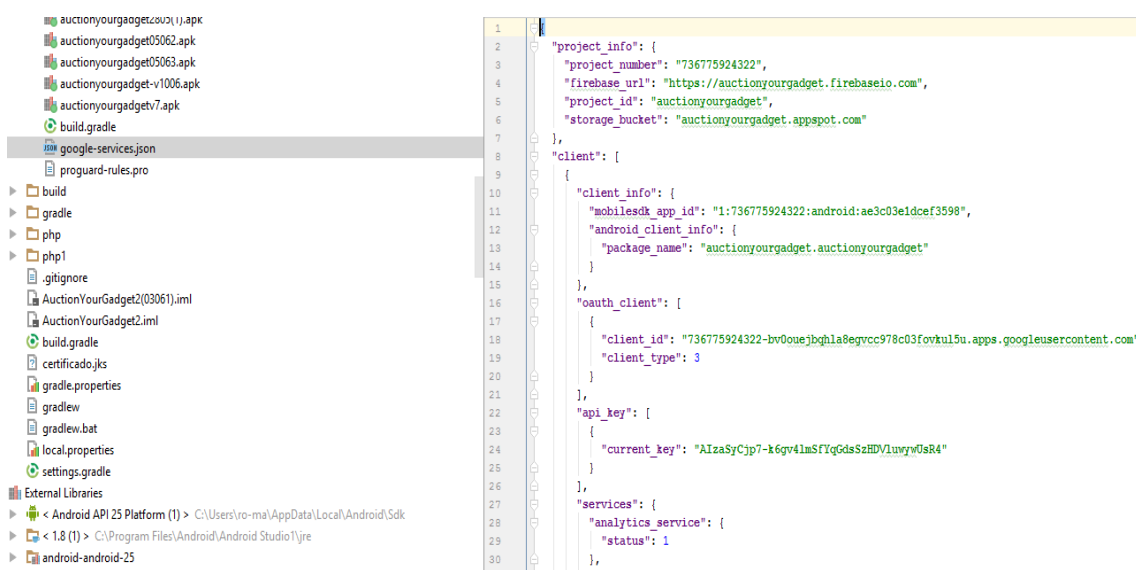 auctionyourgadget2805(1).apk
auctionyourgadget05062.apk
auctionyourgadget05063.apk
auctionyourgadget-v1006.apk
auctionyourgadgetv7.apk
build.gradle
google-services.json
proguard-rules.pro
build
gradle
php
php1
.gitignore
AuctionYourGadget2(03061).iml
AuctionYourGadget2.iml
build.gradle
certificado.jks
gradle.properties
gradlew
gradlew.bat
local.properties
settings.gradle
External Libraries
< Android API 25 Platform (1) > C:\Users\ro-ma\AppData\Local\Android\Sdk
< 1.8 (1) > C:\Program Files\Android\Android Studio1\jre
android-android-25
1 {
2 "project_info": {
3 "project_number": "736775924322",
4 "firebase_url": "https://auctionyourgadget.firebaseio.com",
5 "project_id": "auctionyourgadget",
6 "storage_bucket": "auctionyourgadget.appspot.com"
7 },
8 "client": [
9 {
10 "client_info": {
11 "mobilesdk_app_id": "1:736775924322:android:ae3c03e1dcef3598",
12 "android_client_info": {
13 "package_name": "auctionyourgadget.auctionyourgadget"
14 }
15 },
16 "oauth_client": [
17 {
18 "client_id": "736775924322-bv0ouejbqhla8egvcc978c03fovkul5u.apps.googleusercontent.com"
19 "client_type": 3
20 }
21 ],
22 "api_key": [
23 {
24 "current_key": "AIzaSyCjp7-k6gv4lmSfYqGdsSzHDVluwywUsR4"
25 }
26 ],
27 "services": {
28 "analytics_service": {
29 "status": 1
30 },